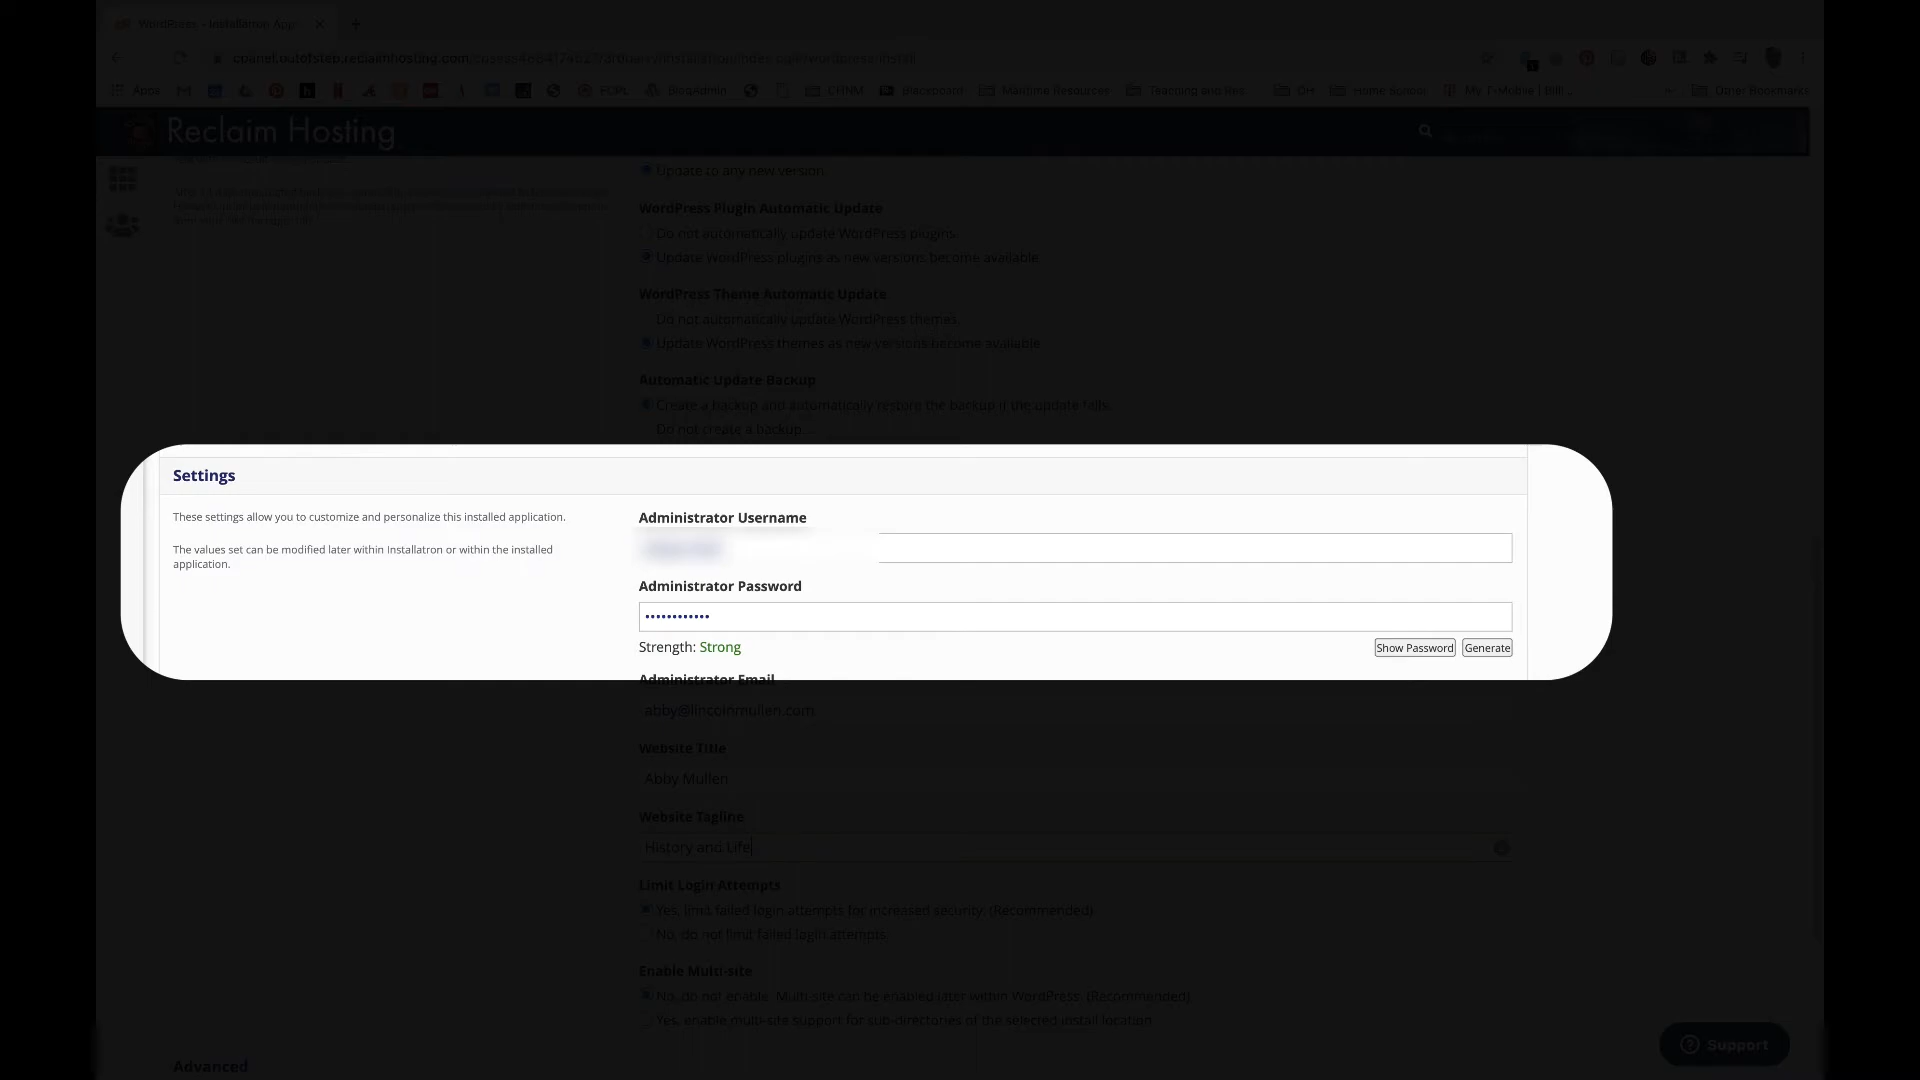 WordPress - Installatron Appl
cpanel.outofstep.reclaimhosting.com
Apps
CHNM
Blackboard
Maritime Resources
Teaching and Res
DH
Home School
My T-Mobile | Billi...
Other Bookmarks
Reclaim Hosting
Update to any new version.
WordPress Plugin Automatic Update
Do not automatically update WordPress plugins.
Update WordPress plugins as new versions become available.
WordPress Theme Automatic Update
Do not automatically update WordPress themes.
Update WordPress themes as new versions become available.
Automatic Update Backup
Create a backup and automatically restore the backup if the update fails.
Do not create a backup.
Settings
These settings allow you to customize and personalize this installed application.
The values set can be modified later within Installatron or within the installed
application.
Administrator Username
Administrator Password
••••••••••••
Strength: Strong
Show Password
Generate
Administrator Email
abby@lincolnmullen.com
Website Title
Abby Mullen
Website Tagline
History and Life
Limit Login Attempts
Yes, limit failed login attempts for increased security. (Recommended)
No, do not limit failed login attempts.
Enable Multi-site
No, do not enable. Multi-site can be enabled later within WordPress. (Recommended)
Yes, enable multi-site support for sub-directories of the selected install location.
Advanced
Support